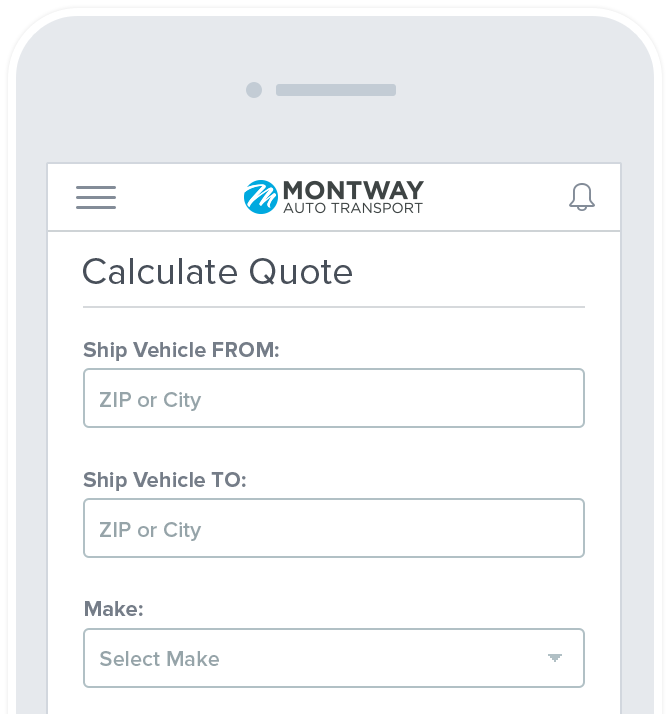 MONTWAY
AUTO TRANSPORT
Calculate Quote
Ship Vehicle FROM:
ZIP or City
Ship Vehicle TO:
ZIP or City
Make:
Select Make